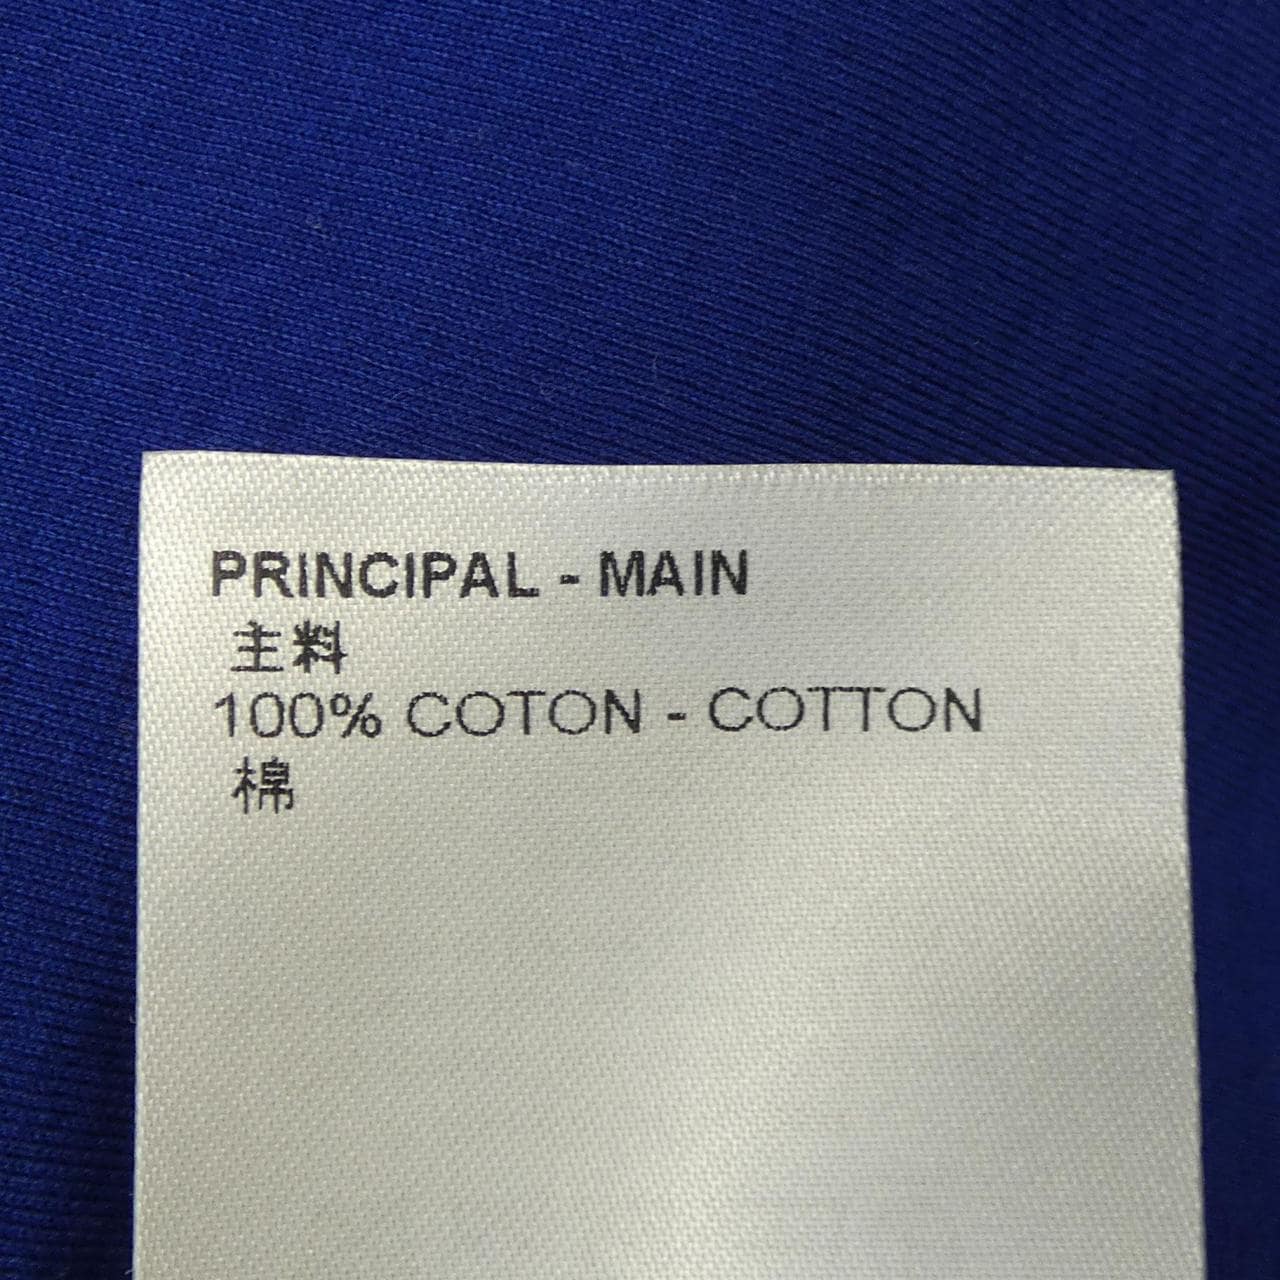 PRINCIPAL - MAIN
主料
100% COTON - COTTON
棉